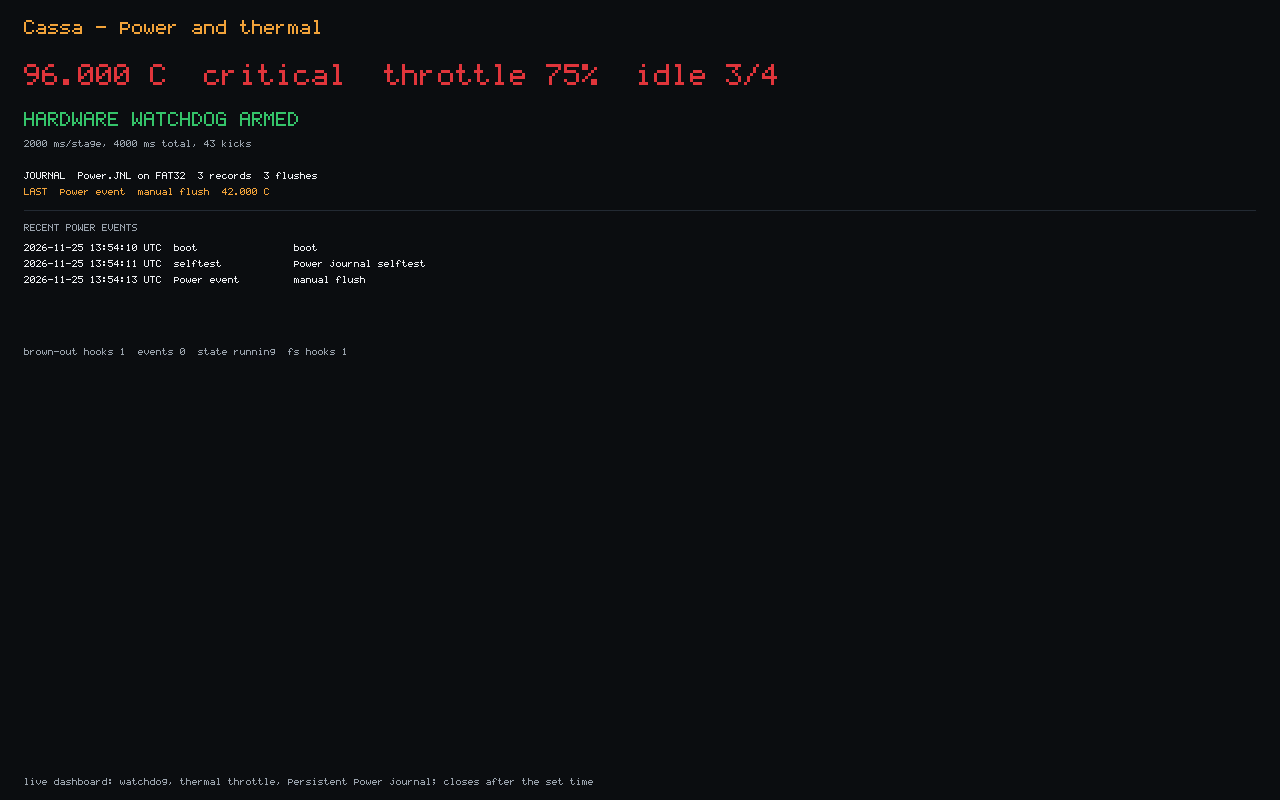 Cassa - Power and thermal
96.000 C  critical  throttle 75%  idle 3/4
HARDWARE WATCHDOG ARMED
2000 ms/stage, 4000 ms total, 43 kicks
JOURNAL  Power.JNL on FAT32  3 records  3 flushes
LAST  Power event  manual flush  42.000 C
RECENT POWER EVENTS
2026-11-25 13:54:10 UTC  boot  boot
2026-11-25 13:54:11 UTC  selftest  Power journal selftest
2026-11-25 13:54:13 UTC  Power event  manual flush
brown-out hooks 1  events 0  state running  fs hooks 1
live dashboard: watchdog, thermal throttle, Persistent Power journal; closes after the set time